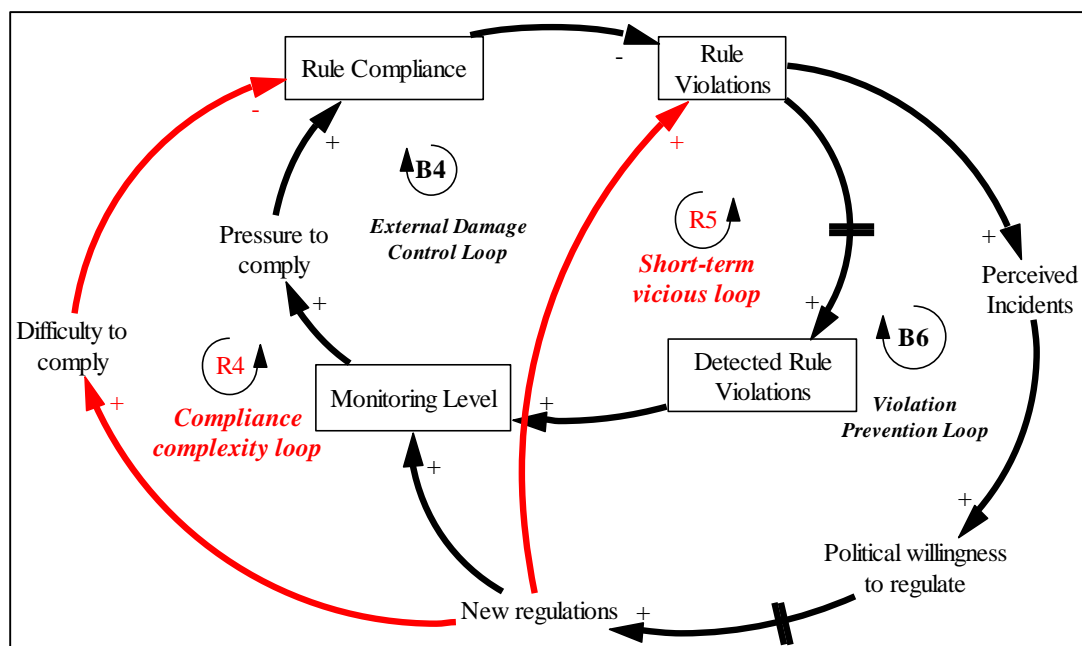 Rule Compliance
-
Rule
Violations
-
+
+
B4
External Damage
Control Loop
R5
Short-term
vicious loop
Pressure to
comply
+
+
Perceived
Incidents
Difficulty to
comply
+
R4
Compliance
complexity loop
+
Monitoring Level
+
Detected Rule
Violations
B6
Violation
Prevention Loop
+
+
Political willingness
to regulate
New regulations
+